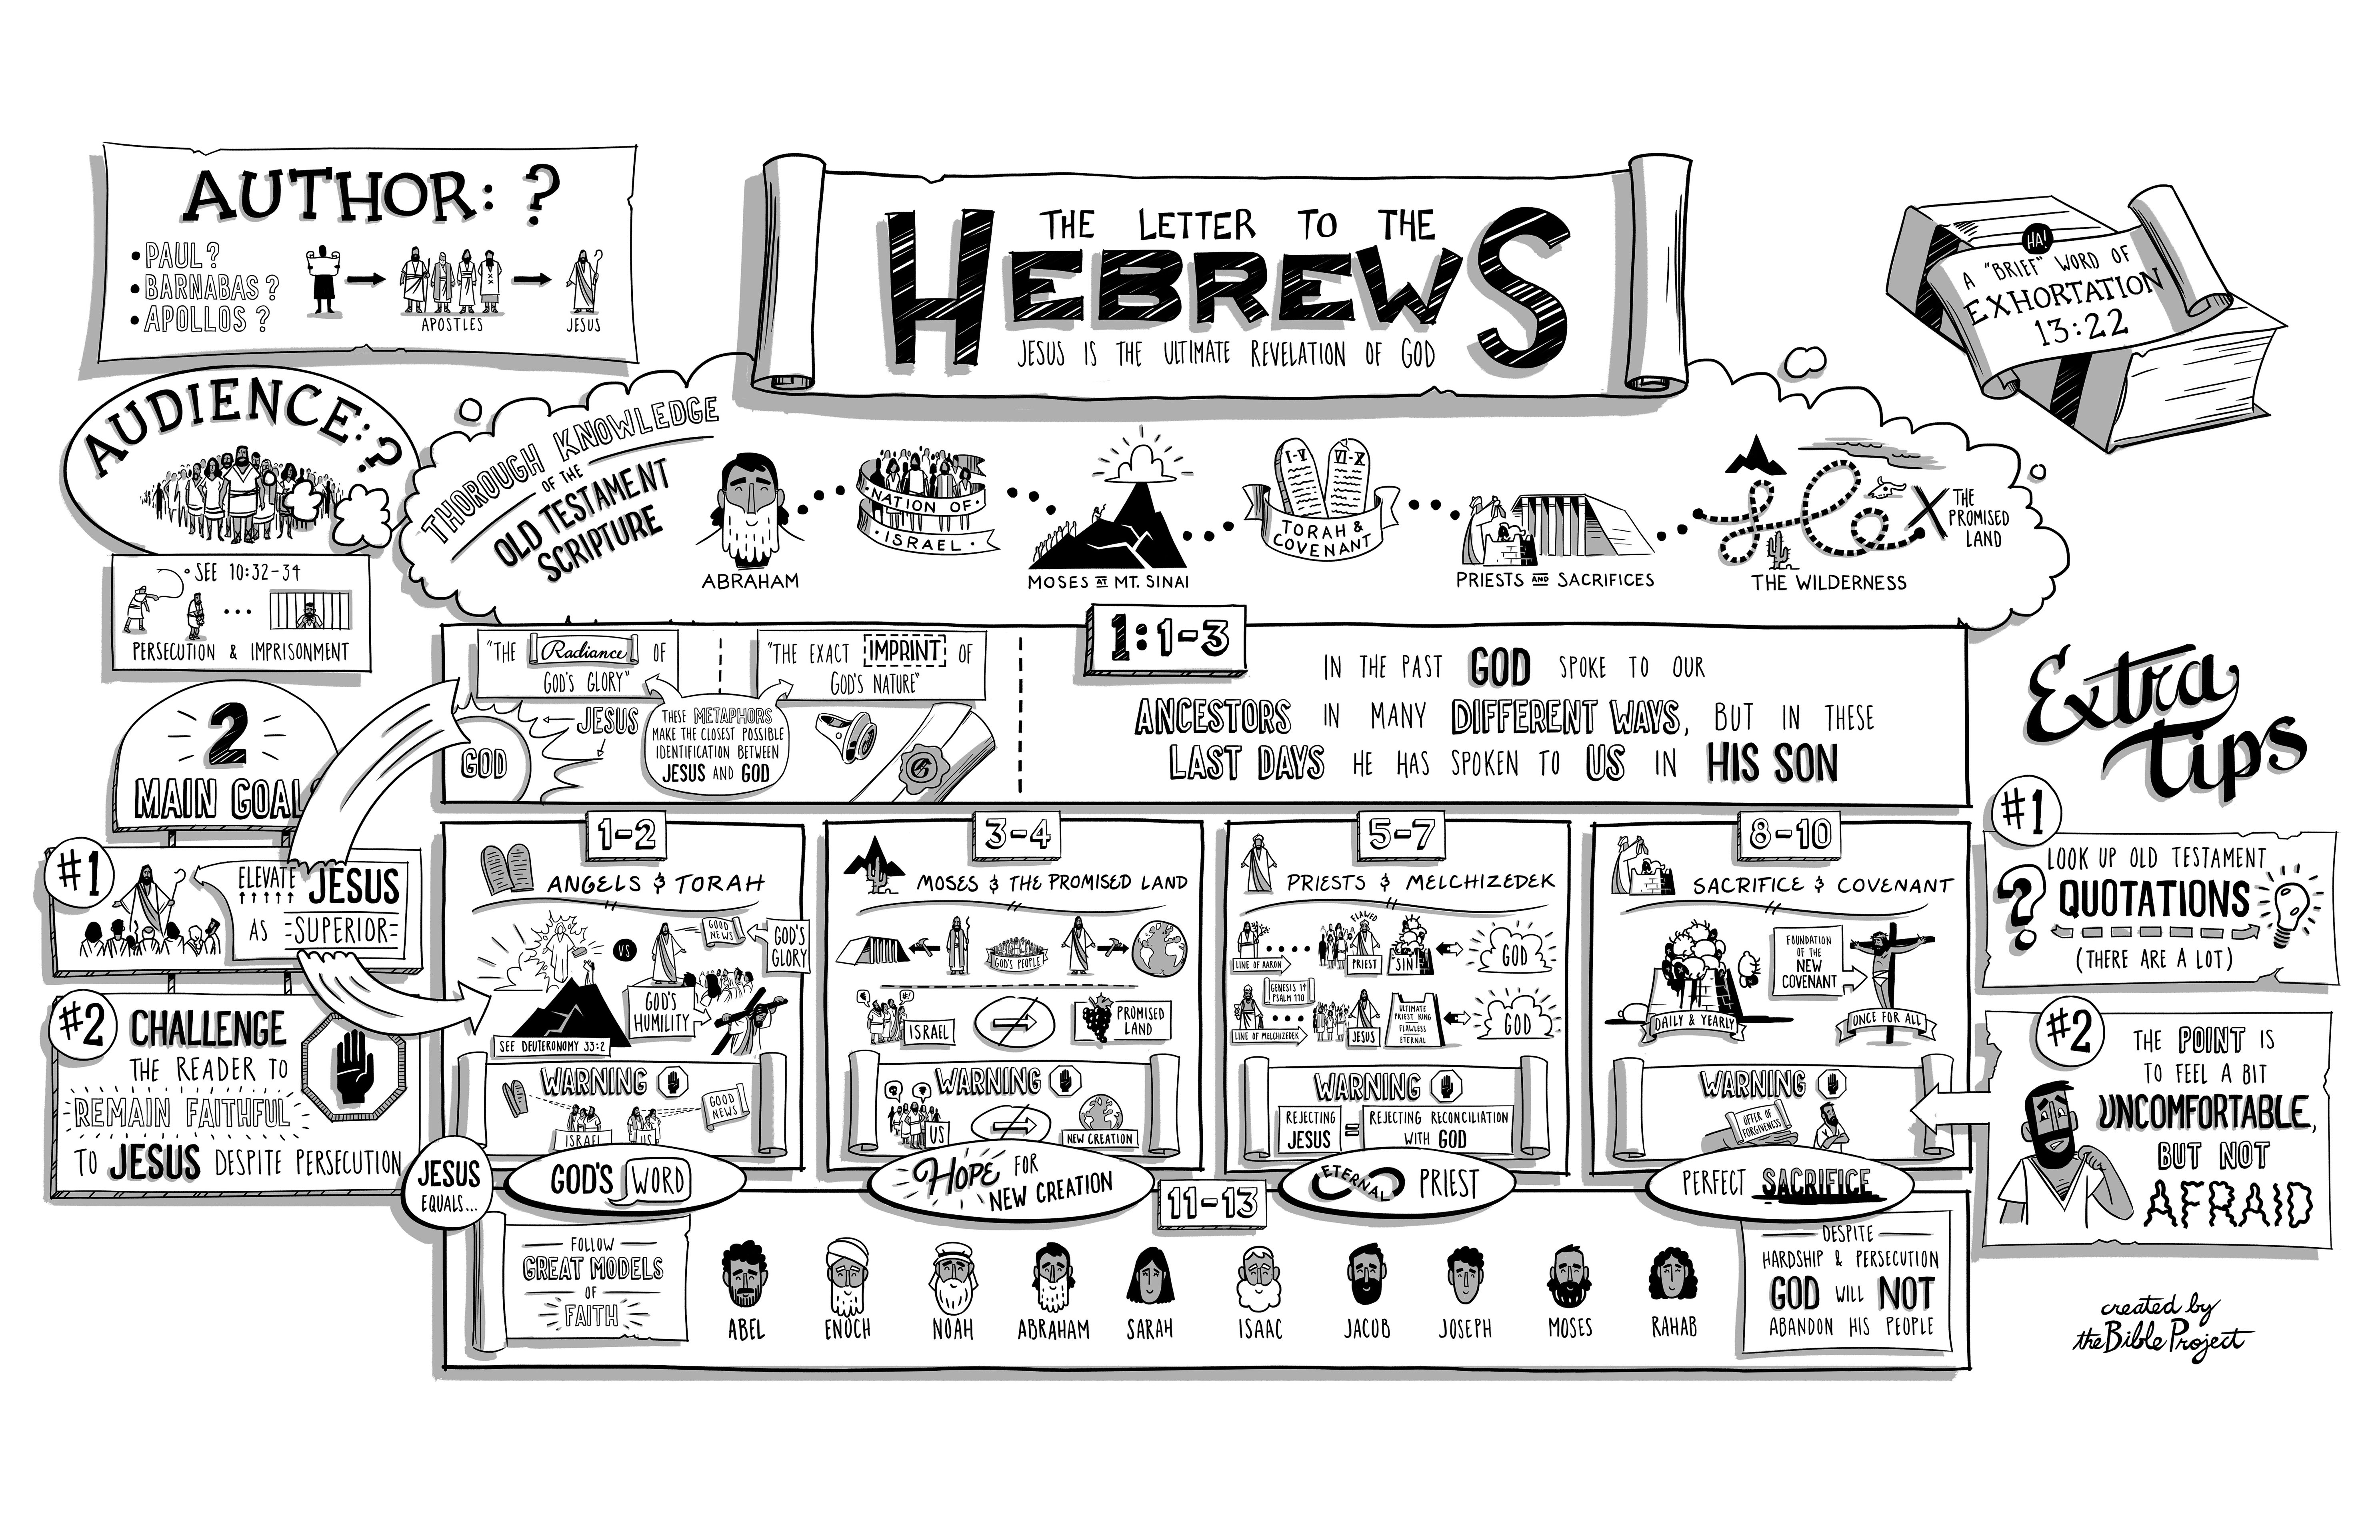 AUTHOR: ?
• PAUL?
• BARNABAS?
• APOLLOS?
APOSTLES
JESUS
THE LETTER TO THE
HEBREWS
JESUS IS THE ULTIMATE REVELATION OF GOD
HA!
A "BRIEF" WORD OF
EXHORTATION
13:22
AUDIENCE: ?
• SEE 10:32-34
...
PERSECUTION & IMPRISONMENT
THOROUGH KNOWLEDGE
OF THE
OLD TESTAMENT
SCRIPTURE
ABRAHAM
NATION OF
ISRAEL
MOSES AT MT. SINAI
I-V VI-X
TORAH &
COVENANT
PRIESTS AND SACRIFICES
X THE
PROMISED
LAND
THE WILDERNESS
2
MAIN GOALS
#1
ELEVATE JESUS
AS SUPERIOR
#2 CHALLENGE
THE READER TO
REMAIN FAITHFUL
TO JESUS DESPITE PERSECUTION
"THE Radiance OF
GOD'S GLORY"
"THE EXACT IMPRINT OF
GOD'S NATURE"
GOD
JESUS
THESE METAPHORS
MAKE THE CLOSEST POSSIBLE
IDENTIFICATION BETWEEN
JESUS AND GOD
G
G
1:1-3
IN THE PAST GOD SPOKE TO OUR
ANCESTORS IN MANY DIFFERENT WAYS, BUT IN THESE
LAST DAYS HE HAS SPOKEN TO US IN HIS SON
1-2
ANGELS & TORAH
VS
GOOD
NEWS
GOD'S
GLORY
GOD'S
HUMILITY
SEE DEUTERONOMY 33:2
WARNING
ISRAEL
US
GOOD
NEWS
JESUS
EQUALS...
GOD'S WORD
3-4
MOSES & THE PROMISED LAND
GOD'S PEOPLE
ISRAEL
PROMISED
LAND
WARNING
US
NEW CREATION
HOPE FOR
NEW CREATION
5-7
PRIESTS & MELCHIZEDEK
LINE OF AARON
FLAWED
PRIEST
SIN
GOD
GENESIS 14
PSALM 110
LINE OF MELCHIZEDEK
JESUS
ULTIMATE
PRIEST KING
FLAWLESS
ETERNAL
GOD
WARNING
REJECTING
JESUS
=
REJECTING RECONCILIATION
WITH GOD
ETERNAL PRIEST
8-10
SACRIFICE & COVENANT
DAILY & YEARLY
FOUNDATION
OF THE
NEW
COVENANT
ONCE FOR ALL
WARNING
OFFER OF
FORGIVENESS
PERFECT SACRIFICE
11-13
FOLLOW
GREAT MODELS
OF
FAITH
ABEL
ENOCH
NOAH
ABRAHAM
SARAH
ISAAC
JACOB
JOSEPH
MOSES
RAHAB
DESPITE
HARDSHIP & PERSECUTION
GOD WILL NOT
ABANDON HIS PEOPLE
Extra
Tips
#1
LOOK UP OLD TESTAMENT
? QUOTATIONS
(THERE ARE A LOT)
#2
THE POINT IS
TO FEEL A BIT
UNCOMFORTABLE,
BUT NOT
AFRAID
created by
the Bible Project